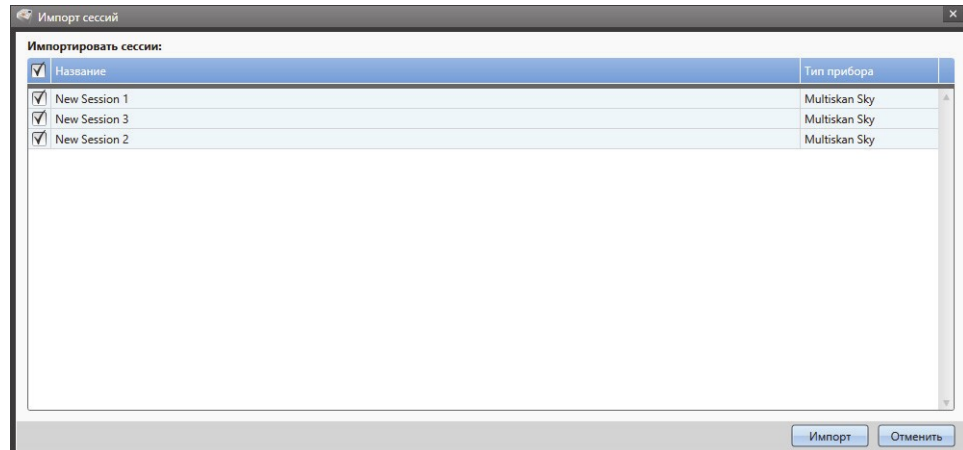 Импорт сессий
Импортировать сессии:
Название Тип прибора
New Session 1 Multiskan Sky
New Session 3 Multiskan Sky
New Session 2 Multiskan Sky
Импорт Отменить